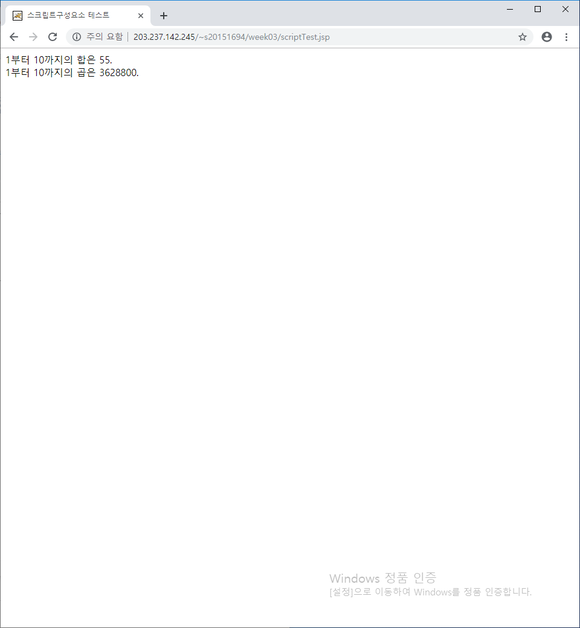 스크립트구성요소 테스트
주의 요함 | 203.237.142.245/~s20151694/week03/scriptTest.jsp
1부터 10까지의 합은 55.
1부터 10까지의 곱은 3628800.
Windows 정품 인증
[설정]으로 이동하여 Windows를 정품 인증합니다.